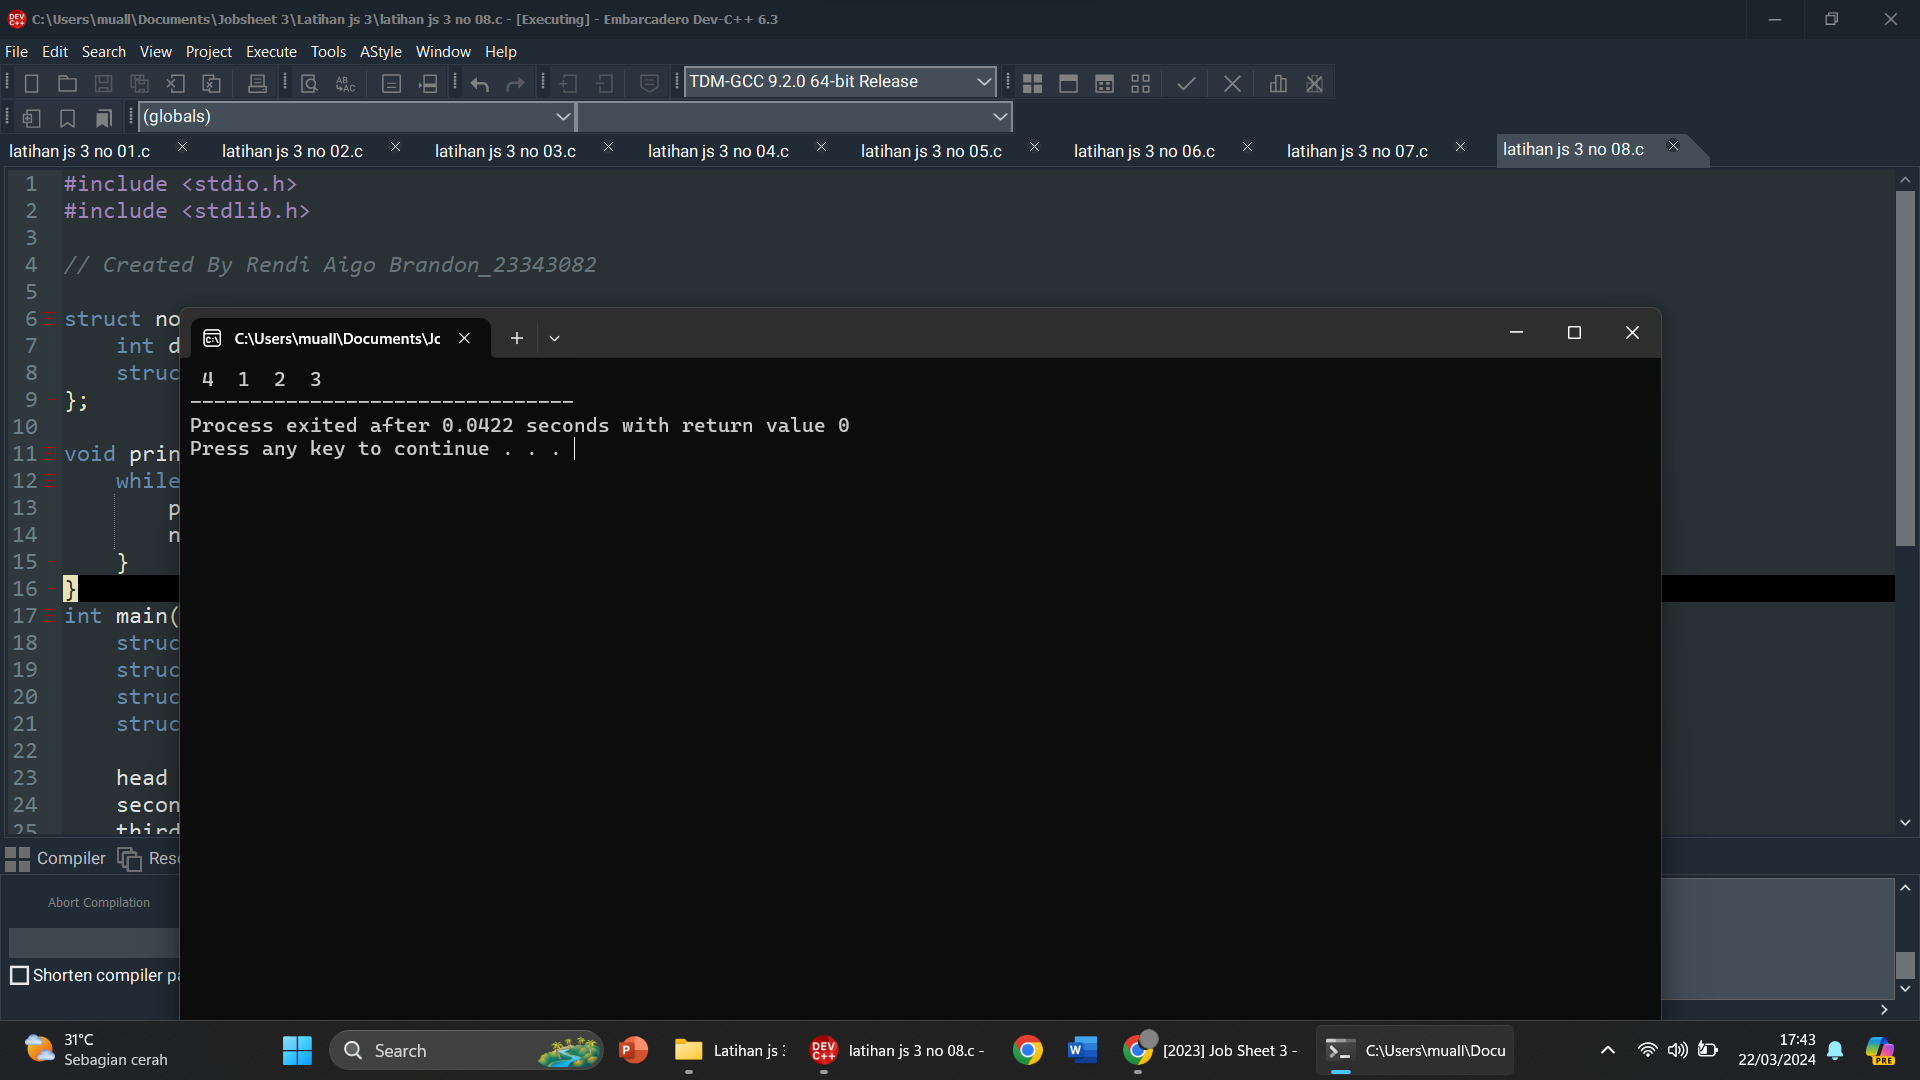 C:\Users\muall\Documents\Jobsheet 3\Latihan js 3\latihan js 3 no 08.c - [Executing] - Embarcadero Dev-C++ 6.3
File Edit Search View Project Execute Tools AStyle Window Help
TDM-GCC 9.2.0 64-bit Release
(globals)
latihan js 3 no 01.c latihan js 3 no 02.c latihan js 3 no 03.c latihan js 3 no 04.c latihan js 3 no 05.c latihan js 3 no 06.c latihan js 3 no 07.c latihan js 3 no 08.c
1 #include <stdio.h>
2 #include <stdlib.h>
3
4 // Created By Rendi Aigo Brandon_23343082
5
6 struct no
7 int d
8 struc
9 };
10
11 void prin
12 while
13 p
14 n
15 }
16 }
17 int main(
18 struc
19 struc
20 struc
21 struc
22
23 head
24 secon
25 third
C:\Users\muall\Documents\Jc
4 1 2 3
--------------------------------
Process exited after 0.0422 seconds with return value 0
Press any key to continue . . .
Compiler Reso
Abort Compilation
Shorten compiler pa
31°C
Sebagian cerah
Search
Latihan js 3
latihan js 3 no 08.c -
[2023] Job Sheet 3 -
C:\Users\muall\Docu
17:43
22/03/2024